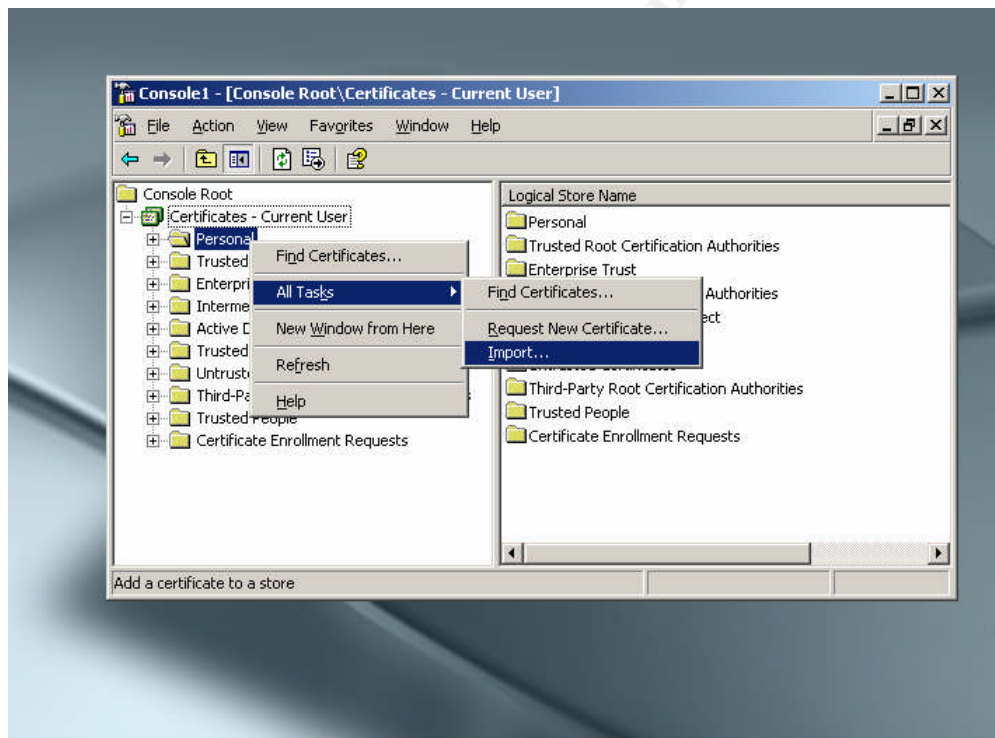 Console1 - [Console Root\Certificates - Current User]
File Action View Favorites Window Help
Console Root
Certificates - Current User
Personal
Trusted
Enterpri
Interme
Active D
Trusted
Untruste
Third-Pa
Trusted People
Certificate Enrollment Requests
Find Certificates...
All Tasks
New Window from Here
Refresh
Help
Find Certificates...
Request New Certificate...
Import...
Logical Store Name
Personal
Trusted Root Certification Authorities
Enterprise Trust
Authorities
ect
Untrusted Certificates
Third-Party Root Certification Authorities
Trusted People
Certificate Enrollment Requests
Add a certificate to a store